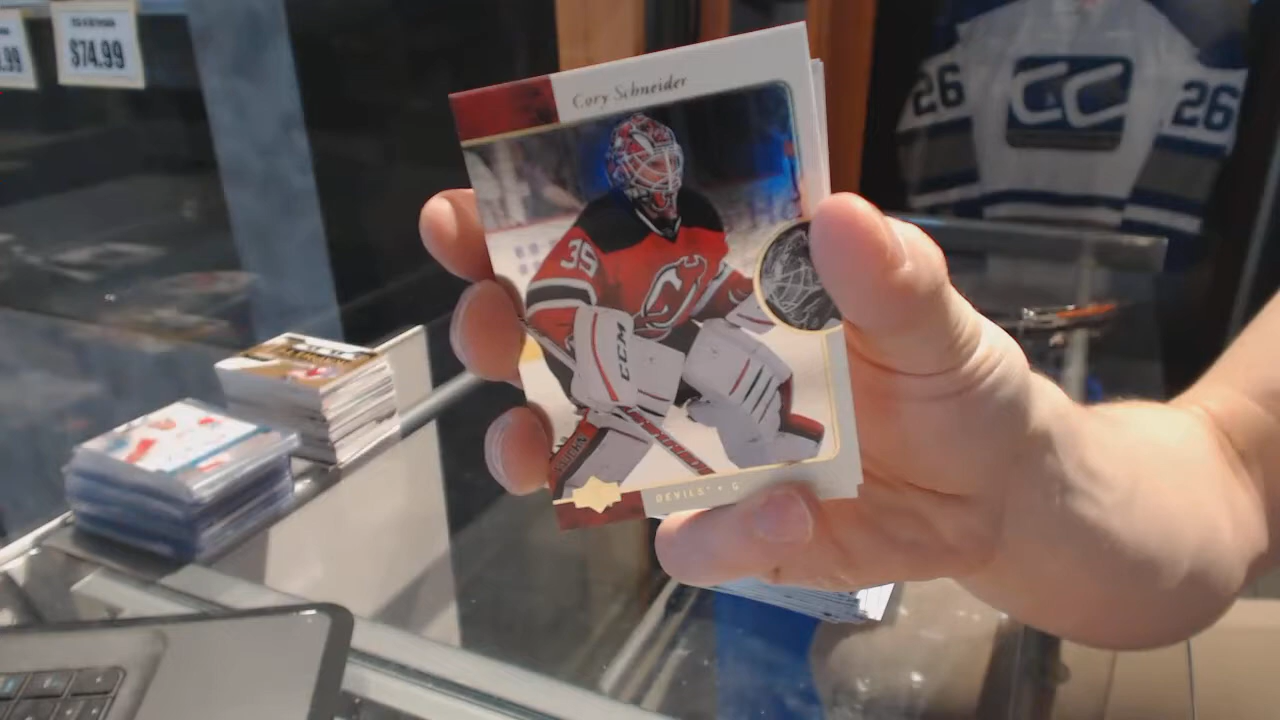 .99
$74.99
Cory Schneider
35
CCM
DEVILS • G
26
CC
26